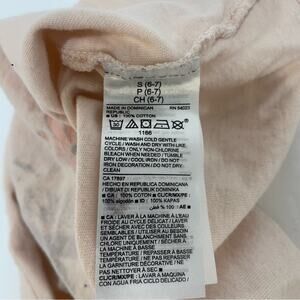 S (6-7)
P (6-7)
CH (6-7)
MADE IN DOMINICAN REPUBLIC
RN 54023
US: 100% COTTON
30
1166
MACHINE WASH COLD GENTLE
CYCLE / WASH AND DRY WITH LIKE
COLORS / ONLY NON-CHLORINE
BLEACH WHEN NEEDED / TUMBLE
DRY LOW / COOL IRON / DO NOT
IRON DECORATION / DO NOT DRY
CLEAN
CA 17897
HECHO EN REPUBLICA DOMINICANA
100% COTON
100% algodón
100% KAPAS
CA : LAVER À LA MACHINE À L'EAU
FROIDE AU CYCLE DÉLICAT / LAVER
ET SÉCHER AVEC DES COULEURS
SEMBLABLES / AU BESOIN UTILISER
UN AGENT DE BLANCHIMENT SANS
CHLORE UNIQUEMENT / SÉCHER
À LA MACHINE À BASSE
TEMPÉRATURE / REPASSER À BASSE
TEMPÉRATURE / NE PAS REPASSER
LA GARNITURE DÉCORATIVE / NE
PAS NETTOYER À SEC
CL/CR/MX/PE : LAVAR A MAQUINA
CON AGUA FRIA CICLO DELICADO /